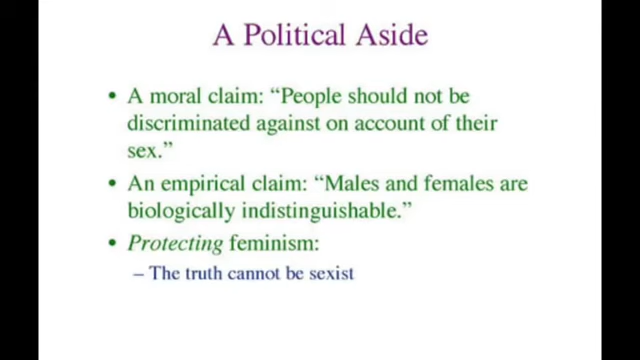 A Political Aside
• A moral claim: “People should not be
discriminated against on account of their
sex.”
• An empirical claim: “Males and females are
biologically indistinguishable.”
• Protecting feminism:
– The truth cannot be sexist